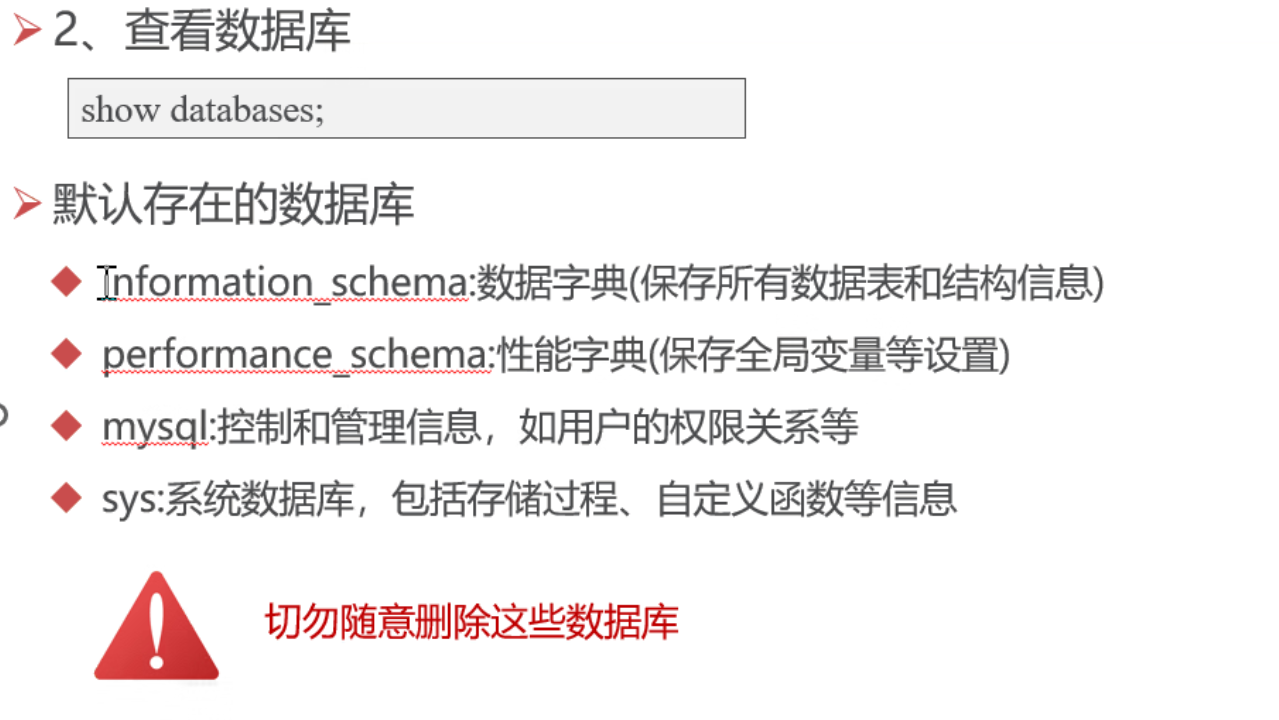 2、查看数据库
show databases;
默认存在的数据库
information_schema:数据字典(保存所有数据表和结构信息)
performance_schema:性能字典(保存全局变量等设置)
mysql:控制和管理信息，如用户的权限关系等
sys:系统数据库，包括存储过程、自定义函数等信息
切勿随意删除这些数据库